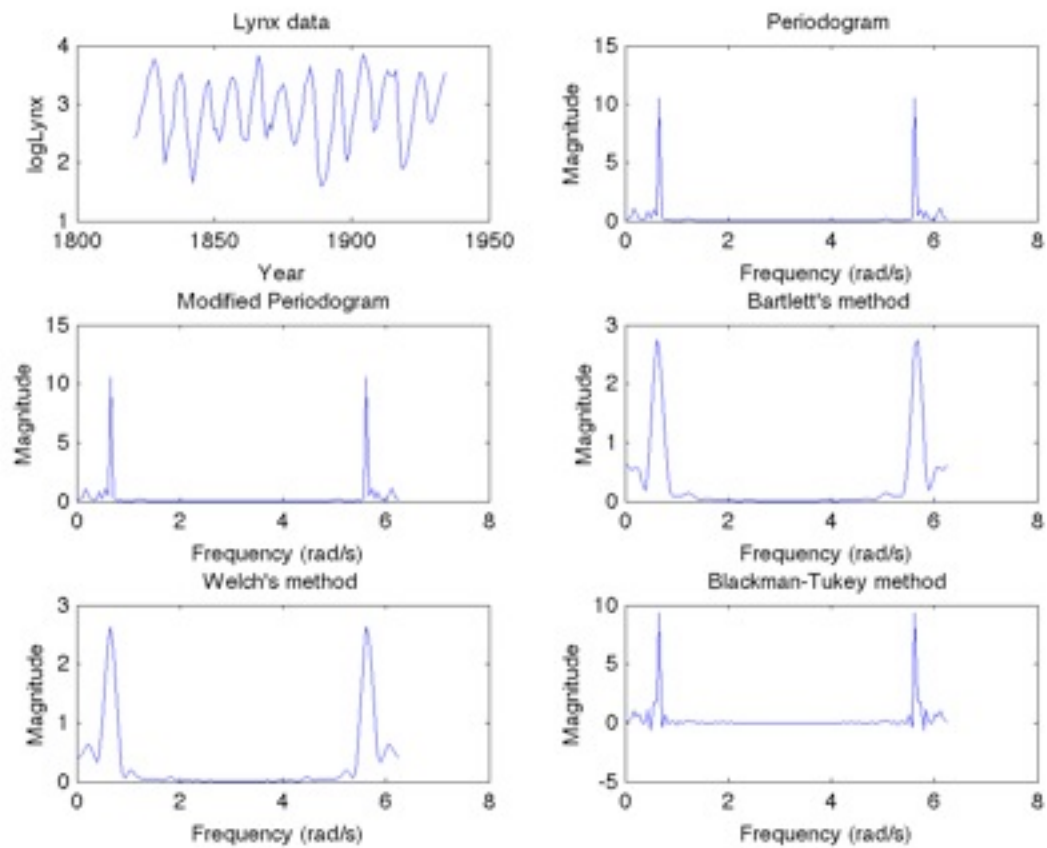 Lynx data
4
3
2
1
logLynx
1800
1850
1900
1950
Year
Periodogram
15
10
5
0
Magnitude
0
2
4
6
8
Frequency (rad/s)
Modified Periodogram
15
10
5
0
Magnitude
0
2
4
6
8
Frequency (rad/s)
Bartlett's method
3
2
1
0
Magnitude
0
2
4
6
8
Frequency (rad/s)
Welch's method
3
2
1
0
Magnitude
0
2
4
6
8
Frequency (rad/s)
Blackman-Tukey method
10
5
0
-5
Magnitude
0
2
4
6
8
Frequency (rad/s)